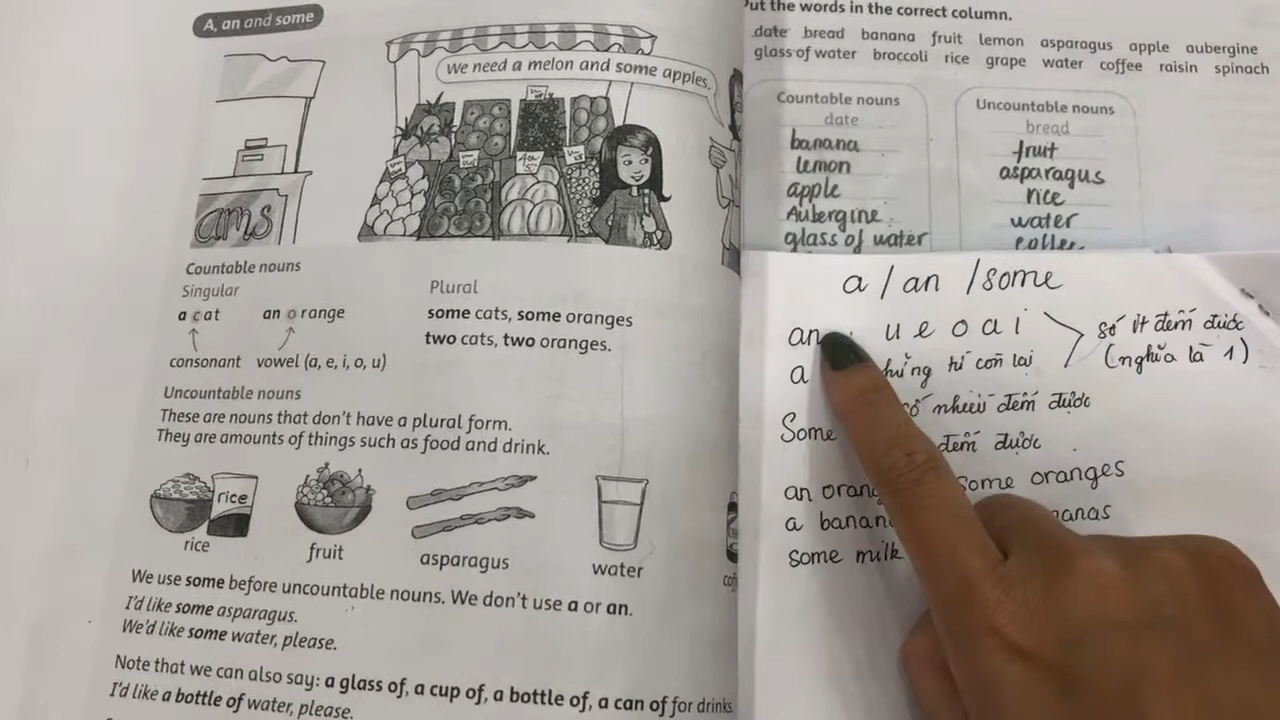 A, an and some
We need a melon and some apples.
ams
Countable nouns
Singular
a cat
an orange
consonant
vowel (a, e, i, o, u)
Plural
some cats, some oranges
two cats, two oranges.
Uncountable nouns
These are nouns that don't have a plural form.
They are amounts of things such as food and drink.
rice
rice
fruit
asparagus
water
We use some before uncountable nouns. We don't use a or an.
I'd like some asparagus.
We'd like some water, please.
Note that we can also say: a glass of, a cup of, a bottle of, a can of for drinks
I'd like a bottle of water, please.
the words in the correct column.
date bread banana fruit lemon asparagus apple aubergine
glass of water broccoli rice grape water coffee raisin spinach
Countable nouns
date
banana
lemon
apple
Aubergine
glass of water
Uncountable nouns
bread
fruit
asparagus
rice
water
a / an / some
an u e o a i
a còn lại
số ít đếm được
(nghĩa là 1)
Some nhiều đếm được
đếm được
some oranges
some milk